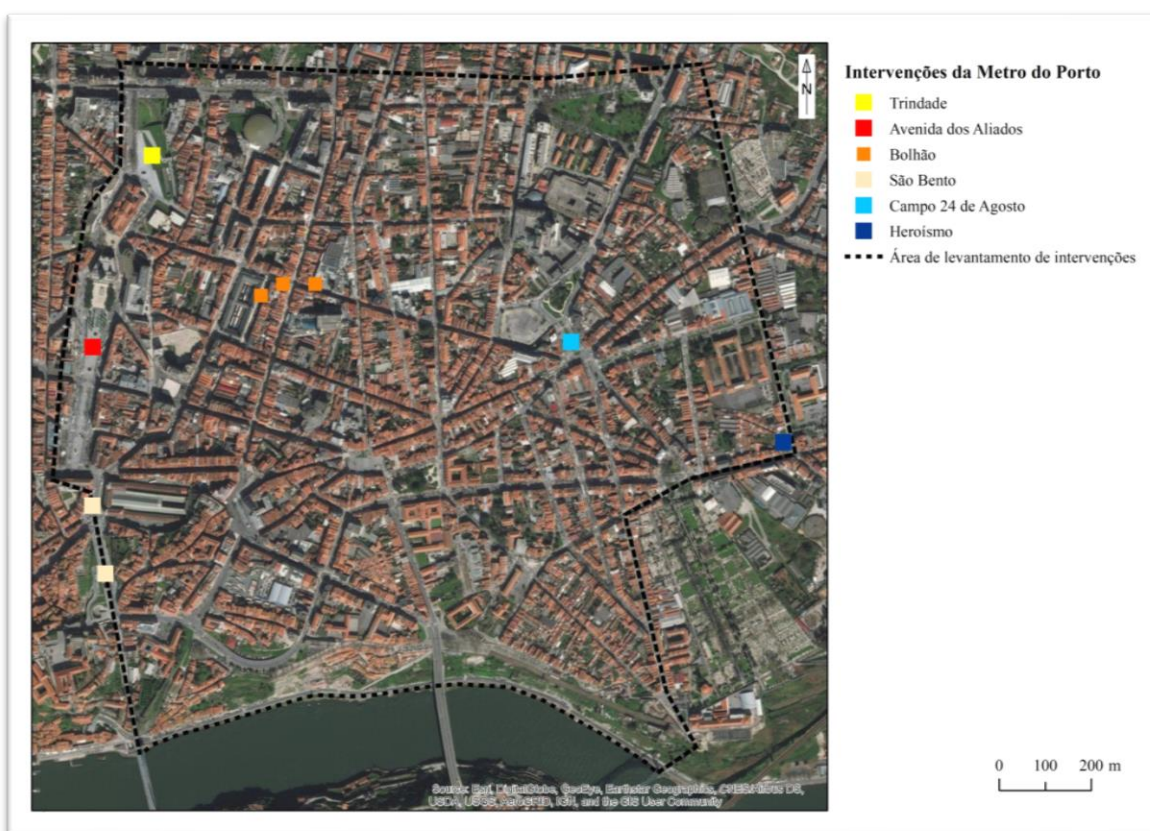 N
Intervenções da Metro do Porto
Trindade
Avenida dos Aliados
Bolhão
São Bento
Campo 24 de Agosto
Heroísmo
Área de levantamento de intervenções
0 100 200 m
Source: Esri, DigitalGlobe, GeoEye, Earthstar Geographics, CNES/Airbus DS,
USDA, USGS, AeroGRID, IGN, and the GIS User Community